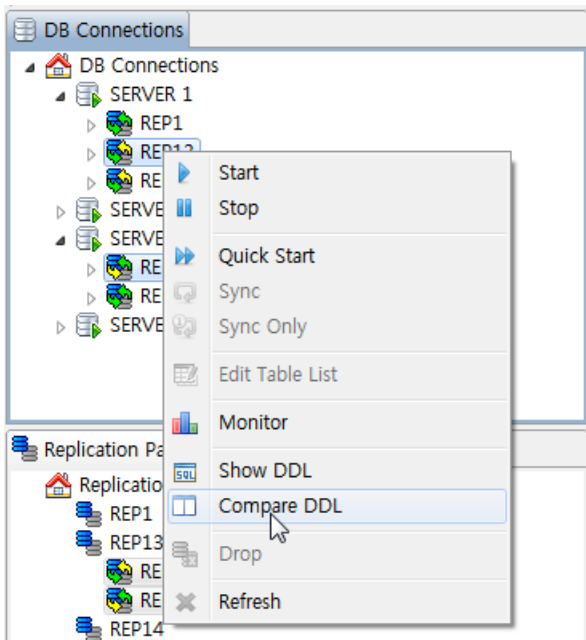 DB Connections
DB Connections
SERVER 1
REP1
REP13
RE
SERVE
SERVE
RE
RE
SERVE
Start
Stop
Quick Start
Sync
Sync Only
Edit Table List
Monitor
SQL
Show DDL
Compare DDL
Drop
Refresh
Replication Pa
Replicatio
REP1
REP13
RE
RE
REP14